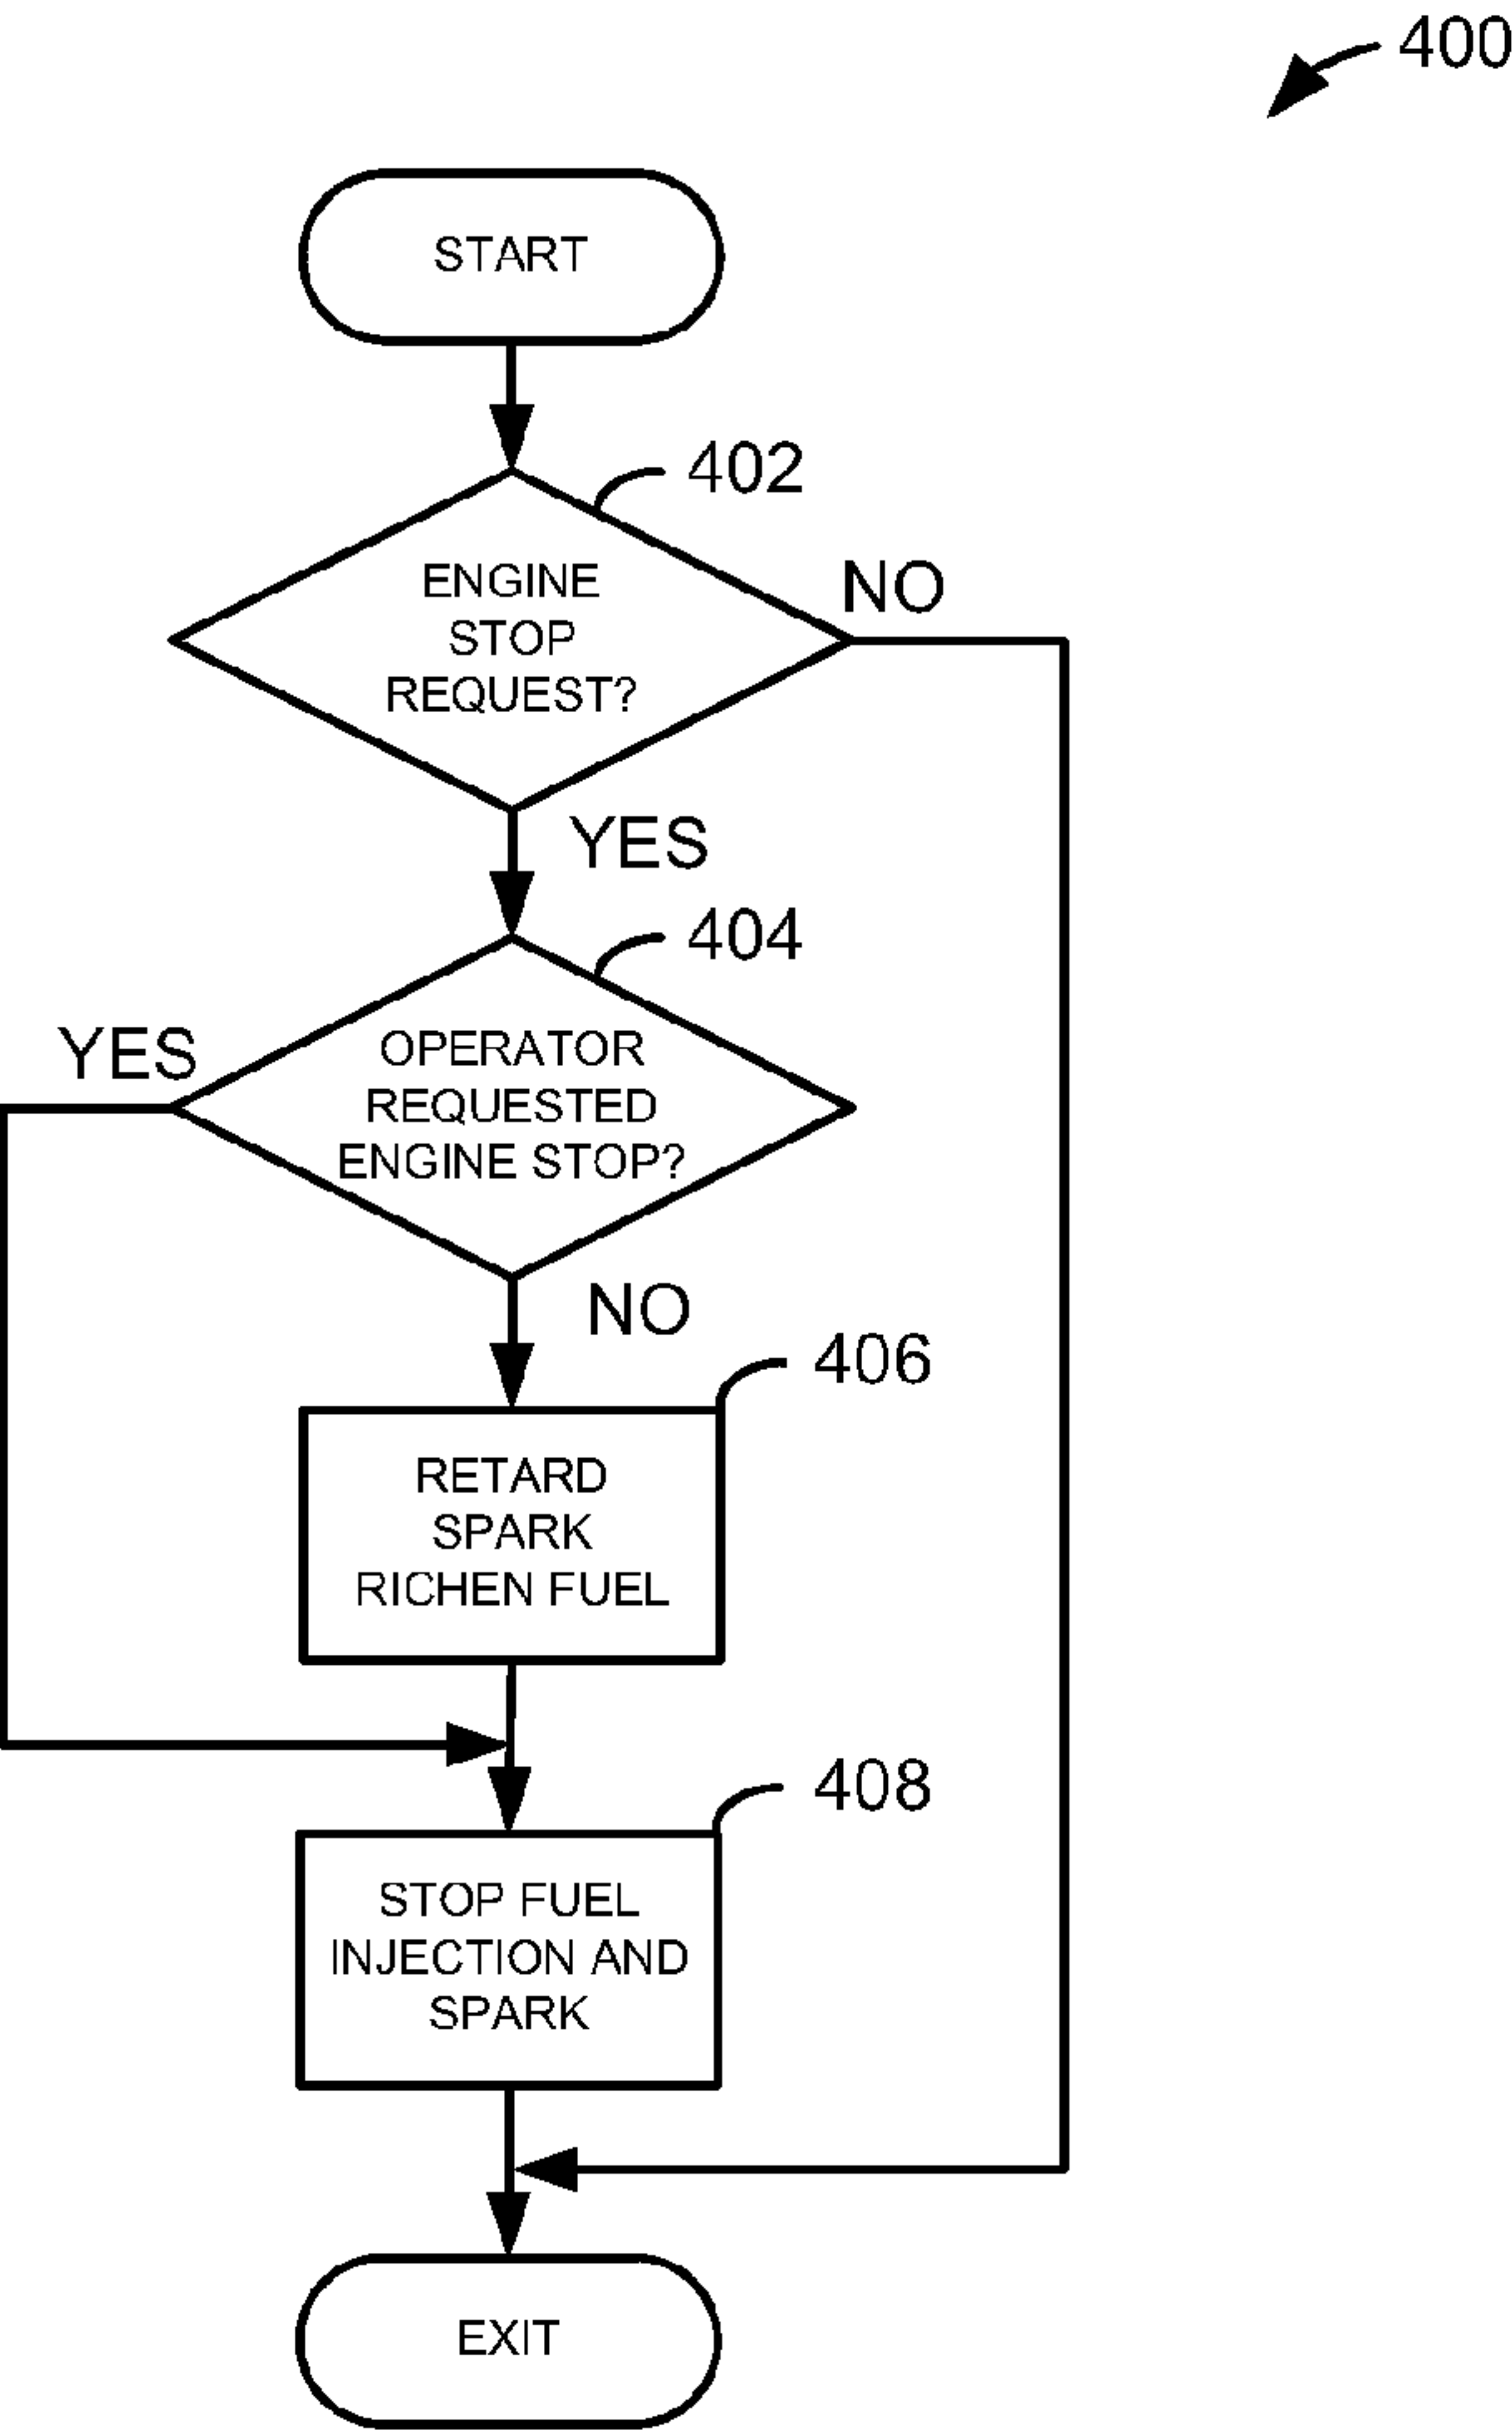 400
START
402
ENGINE
STOP
REQUEST?
NO
YES
404
YES
OPERATOR
REQUESTED
ENGINE STOP?
NO
406
RETARD
SPARK
RICHEN FUEL
408
STOP FUEL
INJECTION AND
SPARK
EXIT